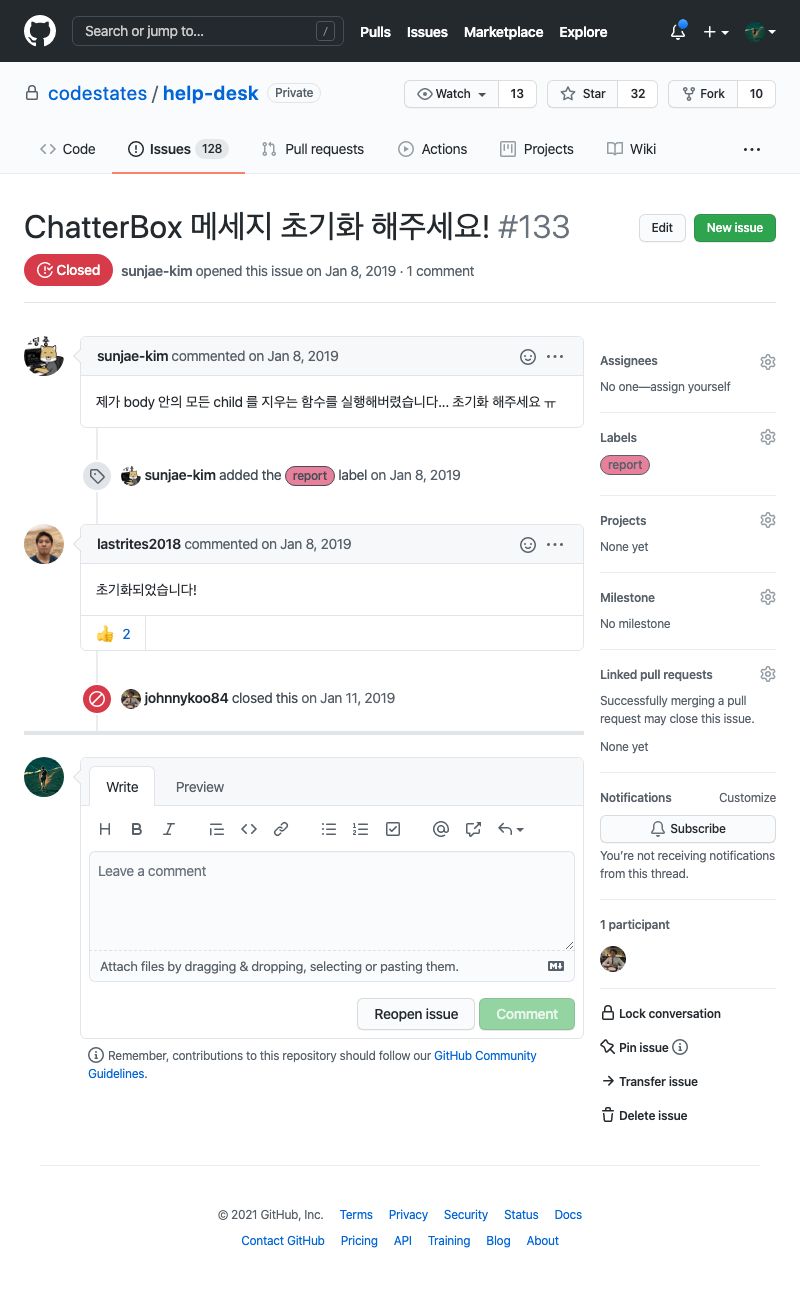 Search or jump to... /
Pulls Issues Marketplace Explore
codestates / help-desk Private
Watch 13 Star 32 Fork 10
Code Issues 128 Pull requests Actions Projects Wiki
ChatterBox 메세지 초기화 해주세요! #133
Edit New issue
Closed sunjae-kim opened this issue on Jan 8, 2019 · 1 comment
sunjae-kim commented on Jan 8, 2019
제가 body 안의 모든 child 를 지우는 함수를 실행해버렸습니다... 초기화 해주세요 ㅠ
sunjae-kim added the report label on Jan 8, 2019
lastrites2018 commented on Jan 8, 2019
초기화되었습니다!
👍 2
johnnykoo84 closed this on Jan 11, 2019
Write Preview
Leave a comment
Attach files by dragging & dropping, selecting or pasting them.
Reopen issue Comment
Remember, contributions to this repository should follow our GitHub Community
Guidelines.
Assignees
No one—assign yourself
Labels
report
Projects
None yet
Milestone
No milestone
Linked pull requests
Successfully merging a pull
request may close this issue.
None yet
Notifications Customize
Subscribe
You're not receiving notifications
from this thread.
1 participant
Lock conversation
Pin issue
Transfer issue
Delete issue
© 2021 GitHub, Inc. Terms Privacy Security Status Docs
Contact GitHub Pricing API Training Blog About